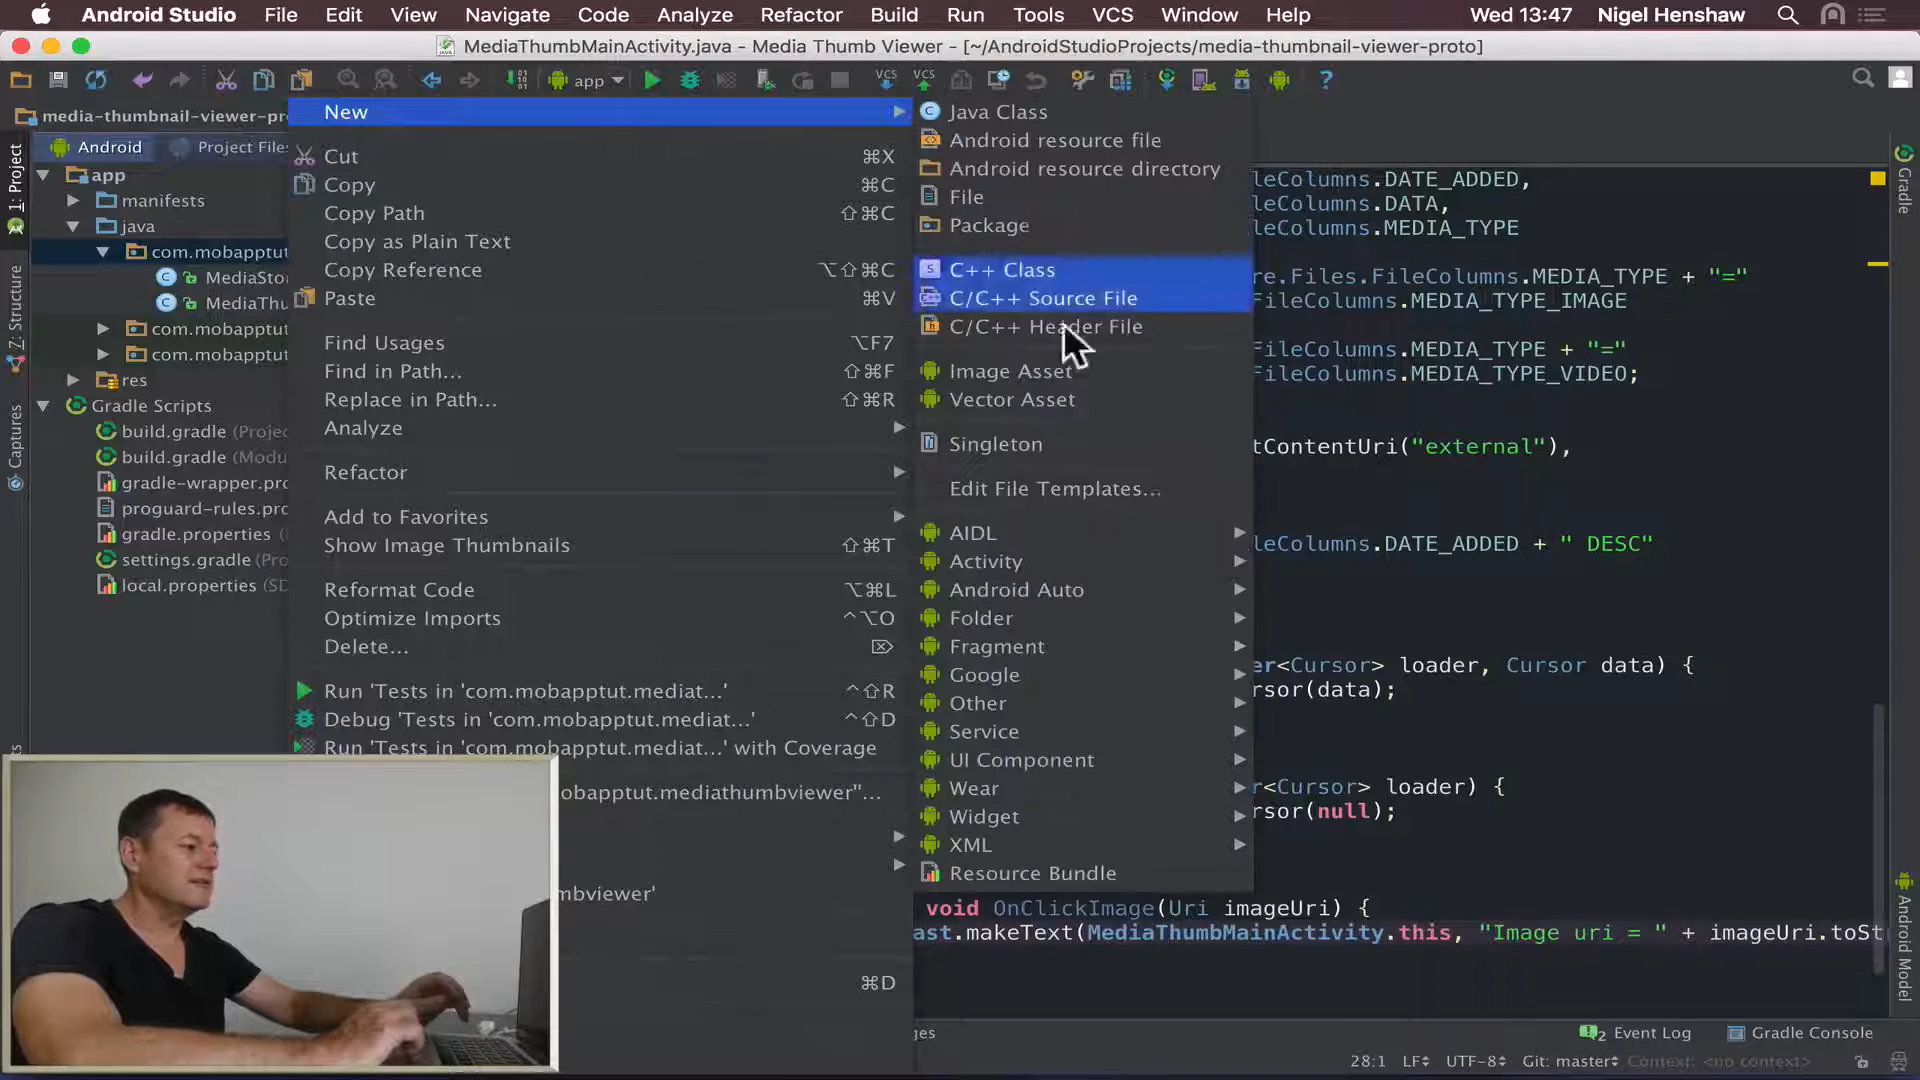 Android Studio File Edit View Navigate Code Analyze Refactor Build Run Tools VCS Window Help Wed 13:47 Nigel Henshaw
MediaThumbMainActivity.java - Media Thumb Viewer - [~/AndroidStudioProjects/media-thumbnail-viewer-proto]
app
VCS VCS ?
media-thumbnail-viewer-pr
Android Project File
1: Project
Z: Structure
Captures
app
manifests
java
com.mobapptut
MediaSto
MediaThu
com.mobapptut
com.mobapptut
res
Gradle Scripts
build.gradle (Projec
build.gradle (Modu
gradle-wrapper.pro
proguard-rules.pro
gradle.properties
settings.gradle (Pro
local.properties (SD
New
Cut ⌘X
Copy ⌘C
Copy Path ⇧⌘C
Copy as Plain Text
Copy Reference ⌥⇧⌘C
Paste ⌘V
Find Usages ⌥F7
Find in Path... ⇧⌘F
Replace in Path... ⇧⌘R
Analyze
Refactor
Add to Favorites
Show Image Thumbnails ⇧⌘T
Reformat Code ⌥⌘L
Optimize Imports ^⌥O
Delete... ⌦
Run 'Tests in 'com.mobapptut.mediat...' ^⇧R
Debug 'Tests in 'com.mobapptut.mediat...' ^⇧D
Run 'Tests in 'com.mobapptut.mediat...' with Coverage
obapptut.mediathumbviewer"...
mbviewer'
⌘D
Java Class
Android resource file
Android resource directory
File
Package
C++ Class
C/C++ Source File
C/C++ Header File
Image Asset
Vector Asset
Singleton
Edit File Templates...
AIDL
Activity
Android Auto
Folder
Fragment
Google
Other
Service
UI Component
Wear
Widget
XML
Resource Bundle
leColumns.DATE_ADDED,
leColumns.DATA,
leColumns.MEDIA_TYPE
re.Files.FileColumns.MEDIA_TYPE + "="
FileColumns.MEDIA_TYPE_IMAGE
FileColumns.MEDIA_TYPE + "="
FileColumns.MEDIA_TYPE_VIDEO;
tContentUri("external"),
leColumns.DATE_ADDED + " DESC"
er<Cursor> loader, Cursor data) {
rsor(data);
r<Cursor> loader) {
rsor(null);
void OnClickImage(Uri imageUri) {
ast.makeText(MediaThumbMainActivity.this, "Image uri = " + imageUri.toSt
Gradle
Android Model
ges
2 Event Log Gradle Console
28:1 LF UTF-8 Git: master Context: <no context>